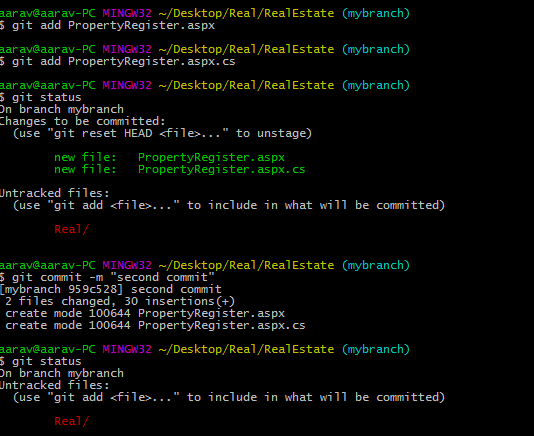 aarav@aarav-PC MINGW32 ~/Desktop/Real/RealEstate (mybranch)
$ git add PropertyRegister.aspx
aarav@aarav-PC MINGW32 ~/Desktop/Real/RealEstate (mybranch)
$ git add PropertyRegister.aspx.cs
aarav@aarav-PC MINGW32 ~/Desktop/Real/RealEstate (mybranch)
$ git status
On branch mybranch
Changes to be committed:
(use "git reset HEAD <file>..." to unstage)
new file: PropertyRegister.aspx
new file: PropertyRegister.aspx.cs
Untracked files:
(use "git add <file>..." to include in what will be committed)
Real/
aarav@aarav-PC MINGW32 ~/Desktop/Real/RealEstate (mybranch)
$ git commit -m "second commit"
[mybranch 959c528] second commit
2 files changed, 30 insertions(+)
create mode 100644 PropertyRegister.aspx
create mode 100644 PropertyRegister.aspx.cs
aarav@aarav-PC MINGW32 ~/Desktop/Real/RealEstate (mybranch)
$ git status
On branch mybranch
Untracked files:
(use "git add <file>..." to include in what will be committed)
Real/